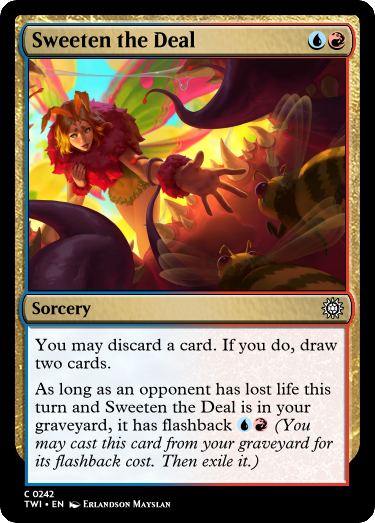 Sweeten the Deal
Sorcery
You may discard a card. If you do, draw
two cards.
As long as an opponent has lost life this
turn and Sweeten the Deal is in your
graveyard, it has flashback (You
may cast this card from your graveyard for
its flashback cost. Then exile it.)
C 0242
TWI • EN Erlandson Mayslan